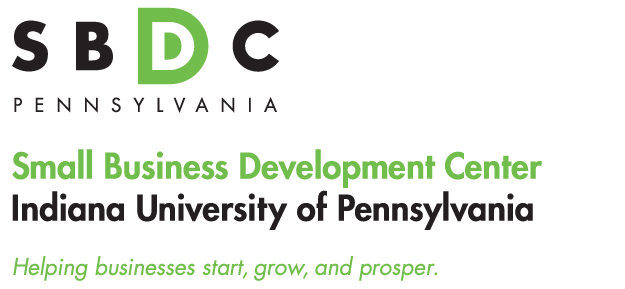 SBDC
PENNSYLVANIA
Small Business Development Center
Indiana University of Pennsylvania
Helping businesses start, grow, and prosper.